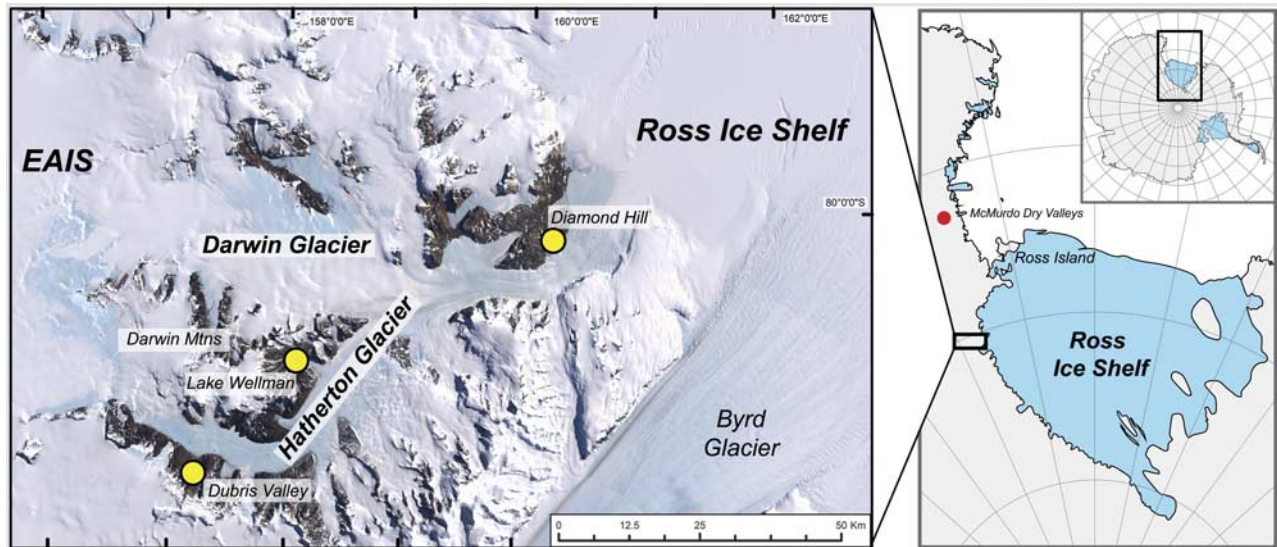 158°0'0"E
160°0'0"E
162°0'0"E
Ross Ice Shelf
EAIS
80°0'0"S
Diamond Hill
Darwin Glacier
Hatherton Glacier
Darwin Mtns
Lake Wellman
Byrd
Glacier
Dubris Valley
0 12.5 25 50 Km
McMurdo Dry Valleys
Ross Island
Ross
Ice Shelf